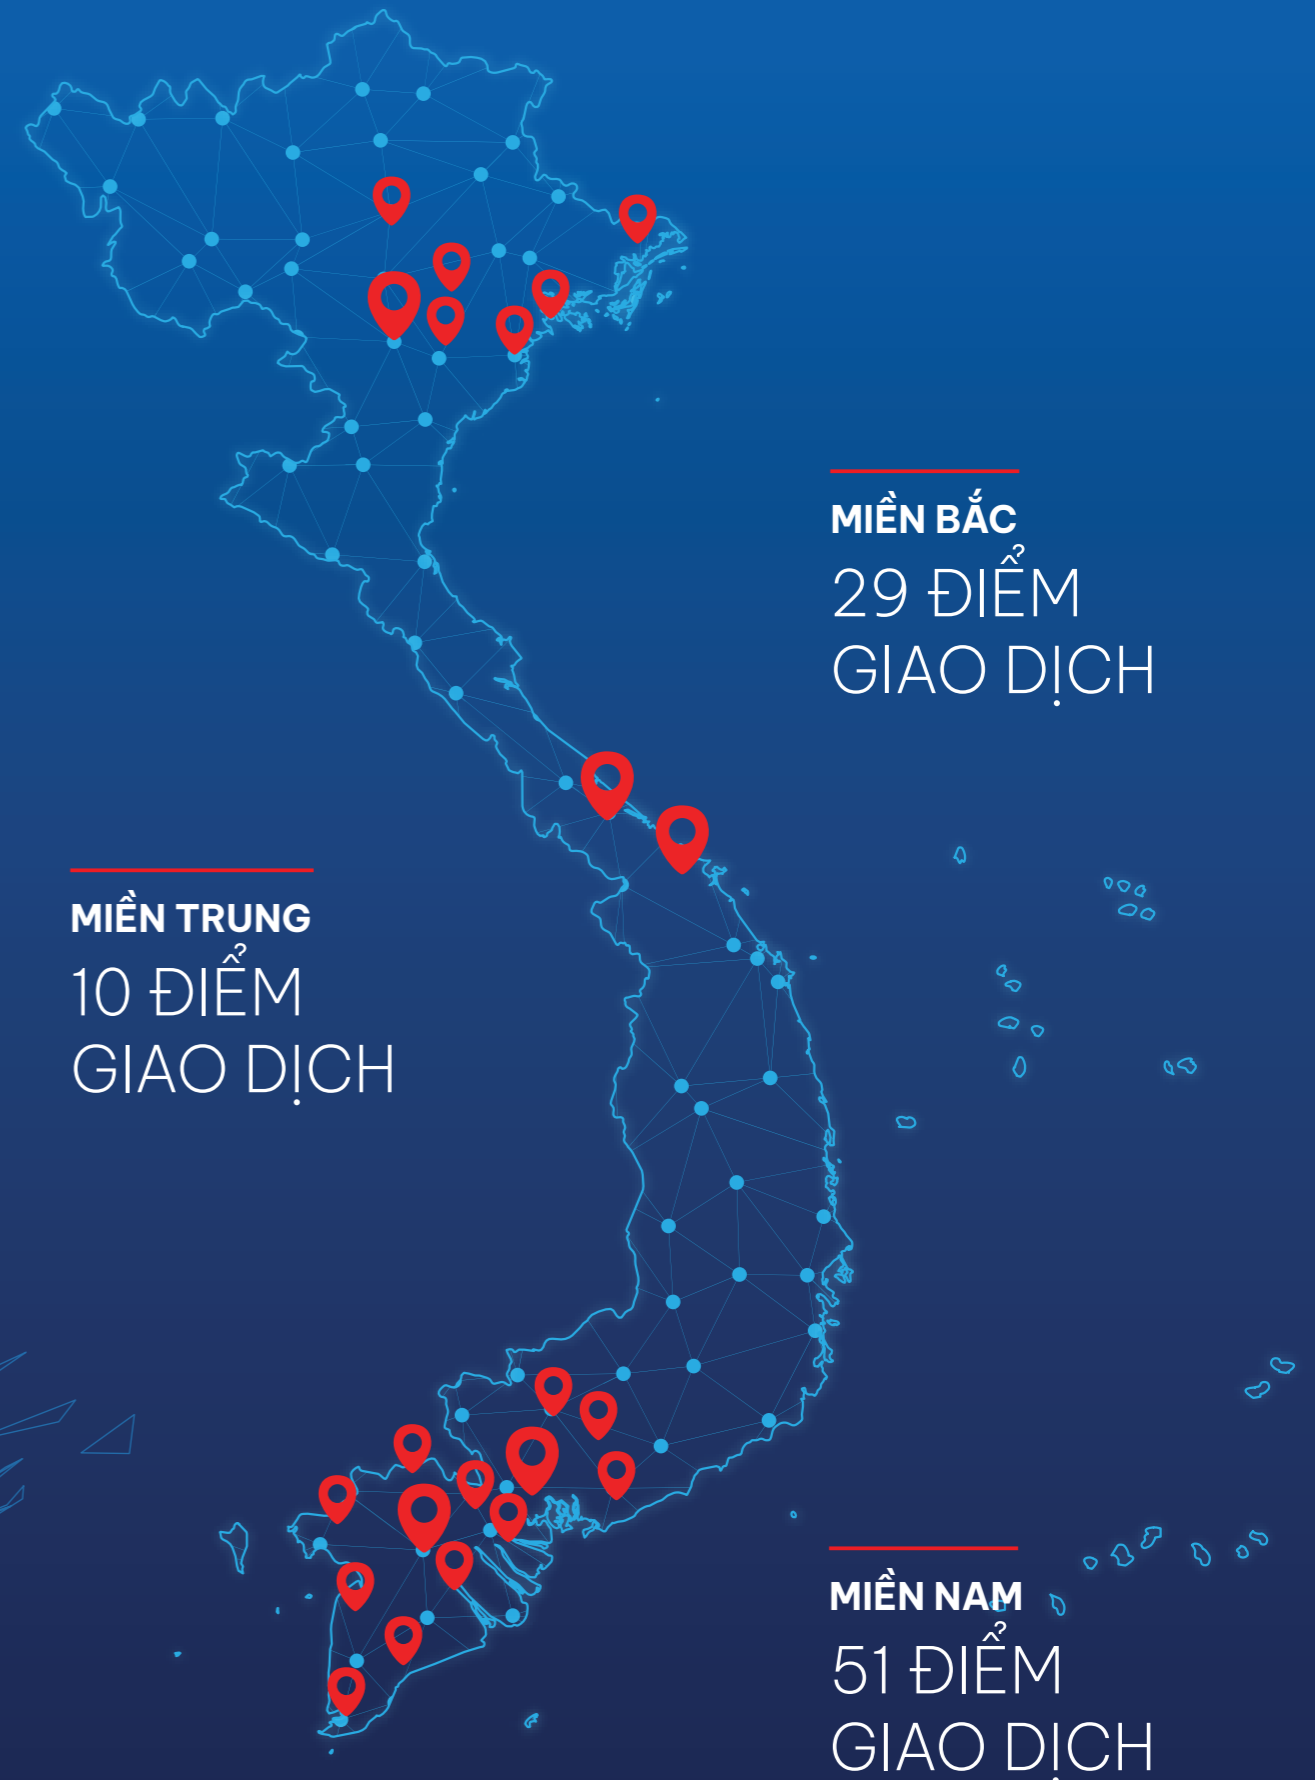 MIỀN BẮC
29 ĐIỂM
GIAO DỊCH
MIỀN TRUNG
10 ĐIỂM
GIAO DỊCH
MIỀN NAM
51 ĐIỂM
GIAO DỊCH